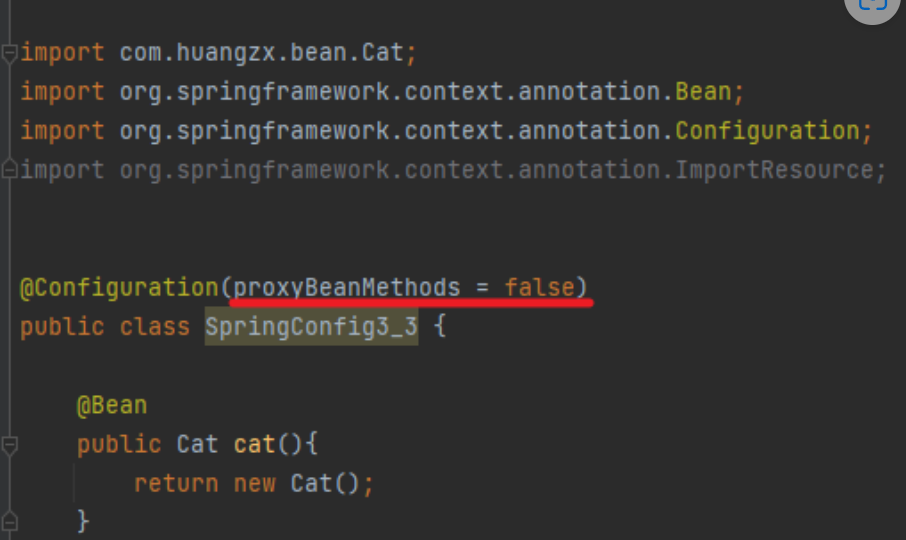 import com.huangzx.bean.Cat;
import org.springframework.context.annotation.Bean;
import org.springframework.context.annotation.Configuration;
import org.springframework.context.annotation.ImportResource;
@Configuration(proxyBeanMethods = false)
public class SpringConfig3_3 {
@Bean
public Cat cat(){
return new Cat();
}